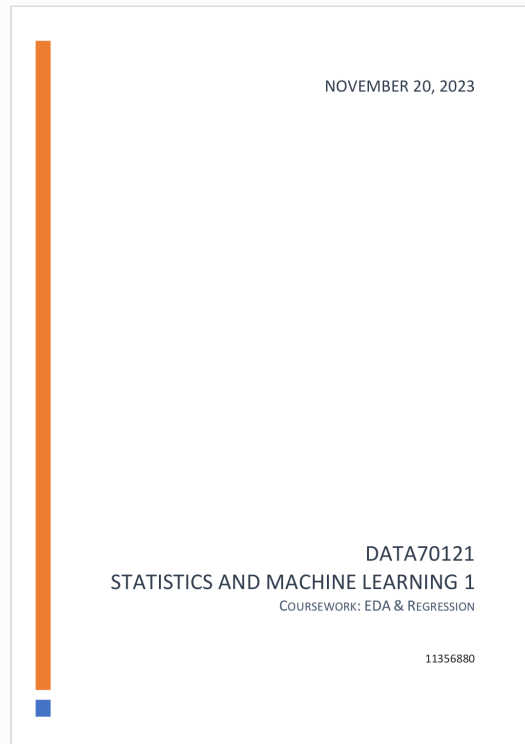 NOVEMBER 20, 2023
DATA70121
STATISTICS AND MACHINE LEARNING 1
COURSEWORK: EDA & REGRESSION
11356880